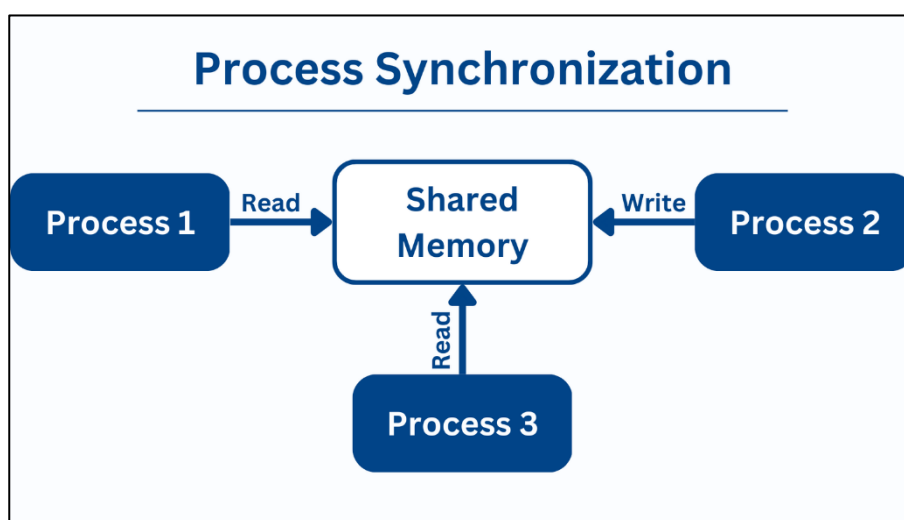 Process Synchronization
Process 1
Read
Shared
Memory
Write
Process 2
Read
Process 3